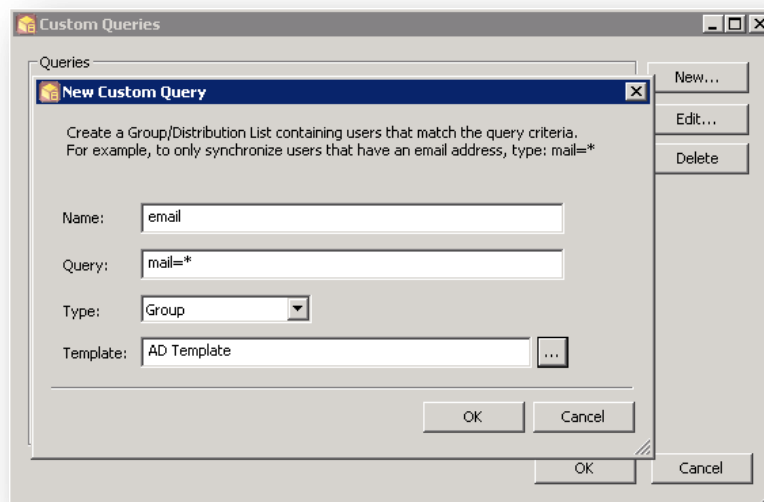 Custom Queries
Queries
New...
Edit...
Delete
New Custom Query
Create a Group/Distribution List containing users that match the query criteria.
For example, to only synchronize users that have an email address, type: mail=*
Name:
email
Query:
mail=*
Type:
Group
Template:
AD Template
...
OK
Cancel
OK
Cancel